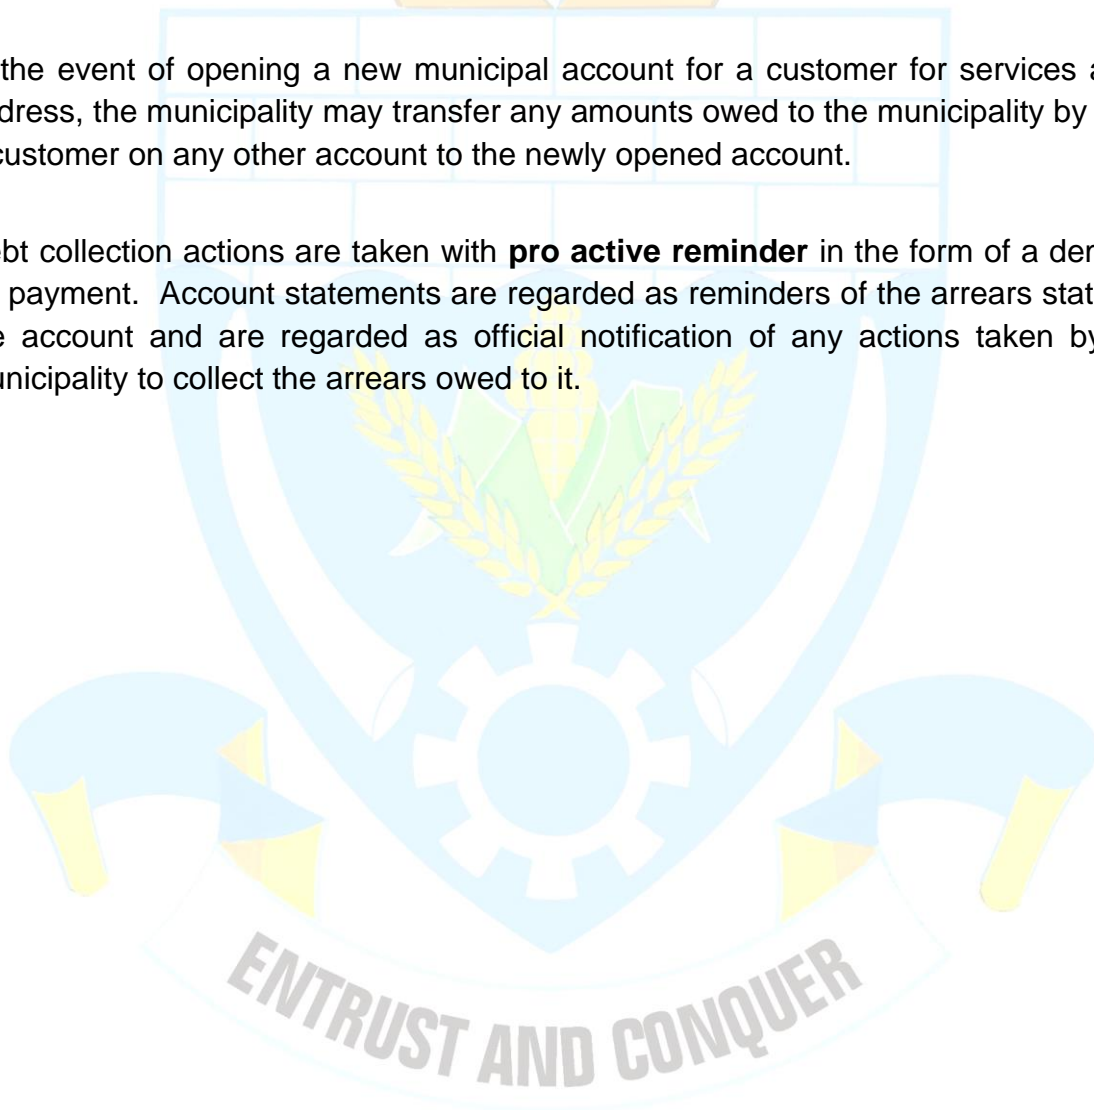 the event of opening a new municipal account for a customer for services a
dress, the municipality may transfer any amounts owed to the municipality by
customer on any other account to the newly opened account.
bt collection actions are taken with pro active reminder in the form of a der
payment. Account statements are regarded as reminders of the arrears stat
e account and are regarded as official notification of any actions taken by
unicipality to collect the arrears owed to it.
ENTRUST AND CONQUER